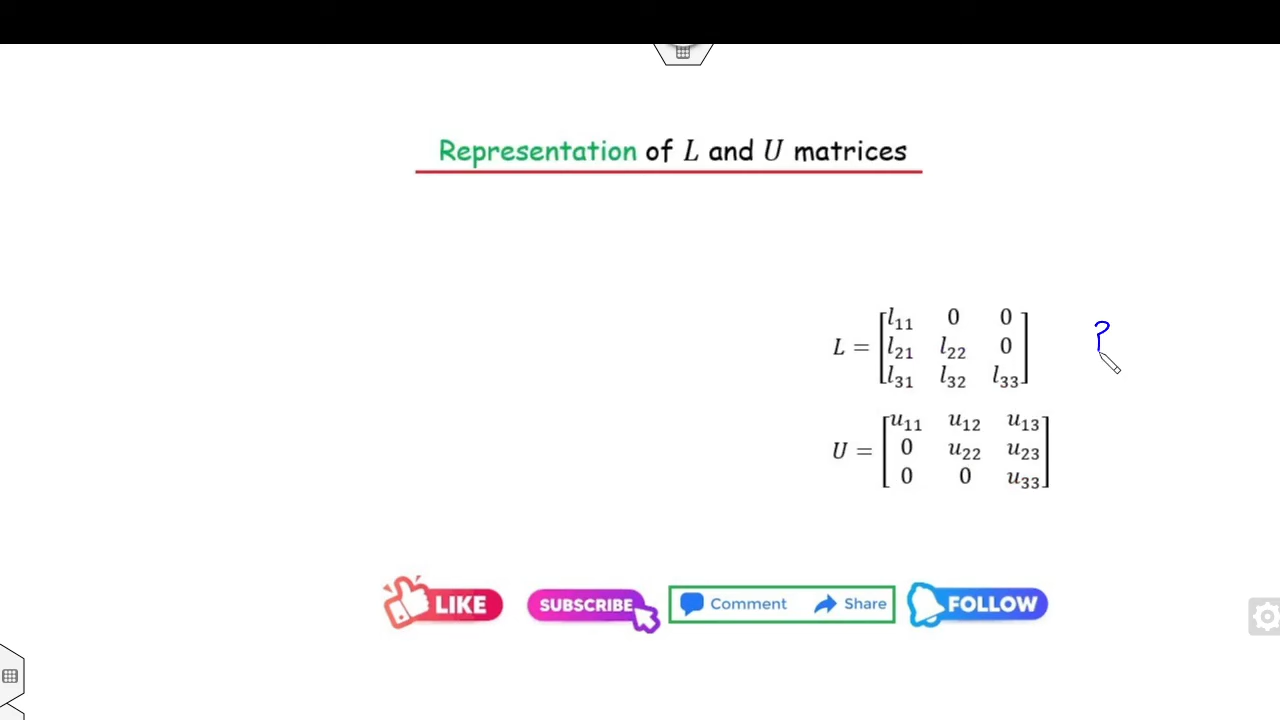 Representation of L and U matrices
L = [l₁₁ 0 0
l₂₁ l₂₂ 0
l₃₁ l₃₂ l₃₃]
U = [u₁₁ u₁₂ u₁₃
0 u₂₂ u₂₃
0 0 u₃₃]
LIKE SUBSCRIBE Comment Share FOLLOW